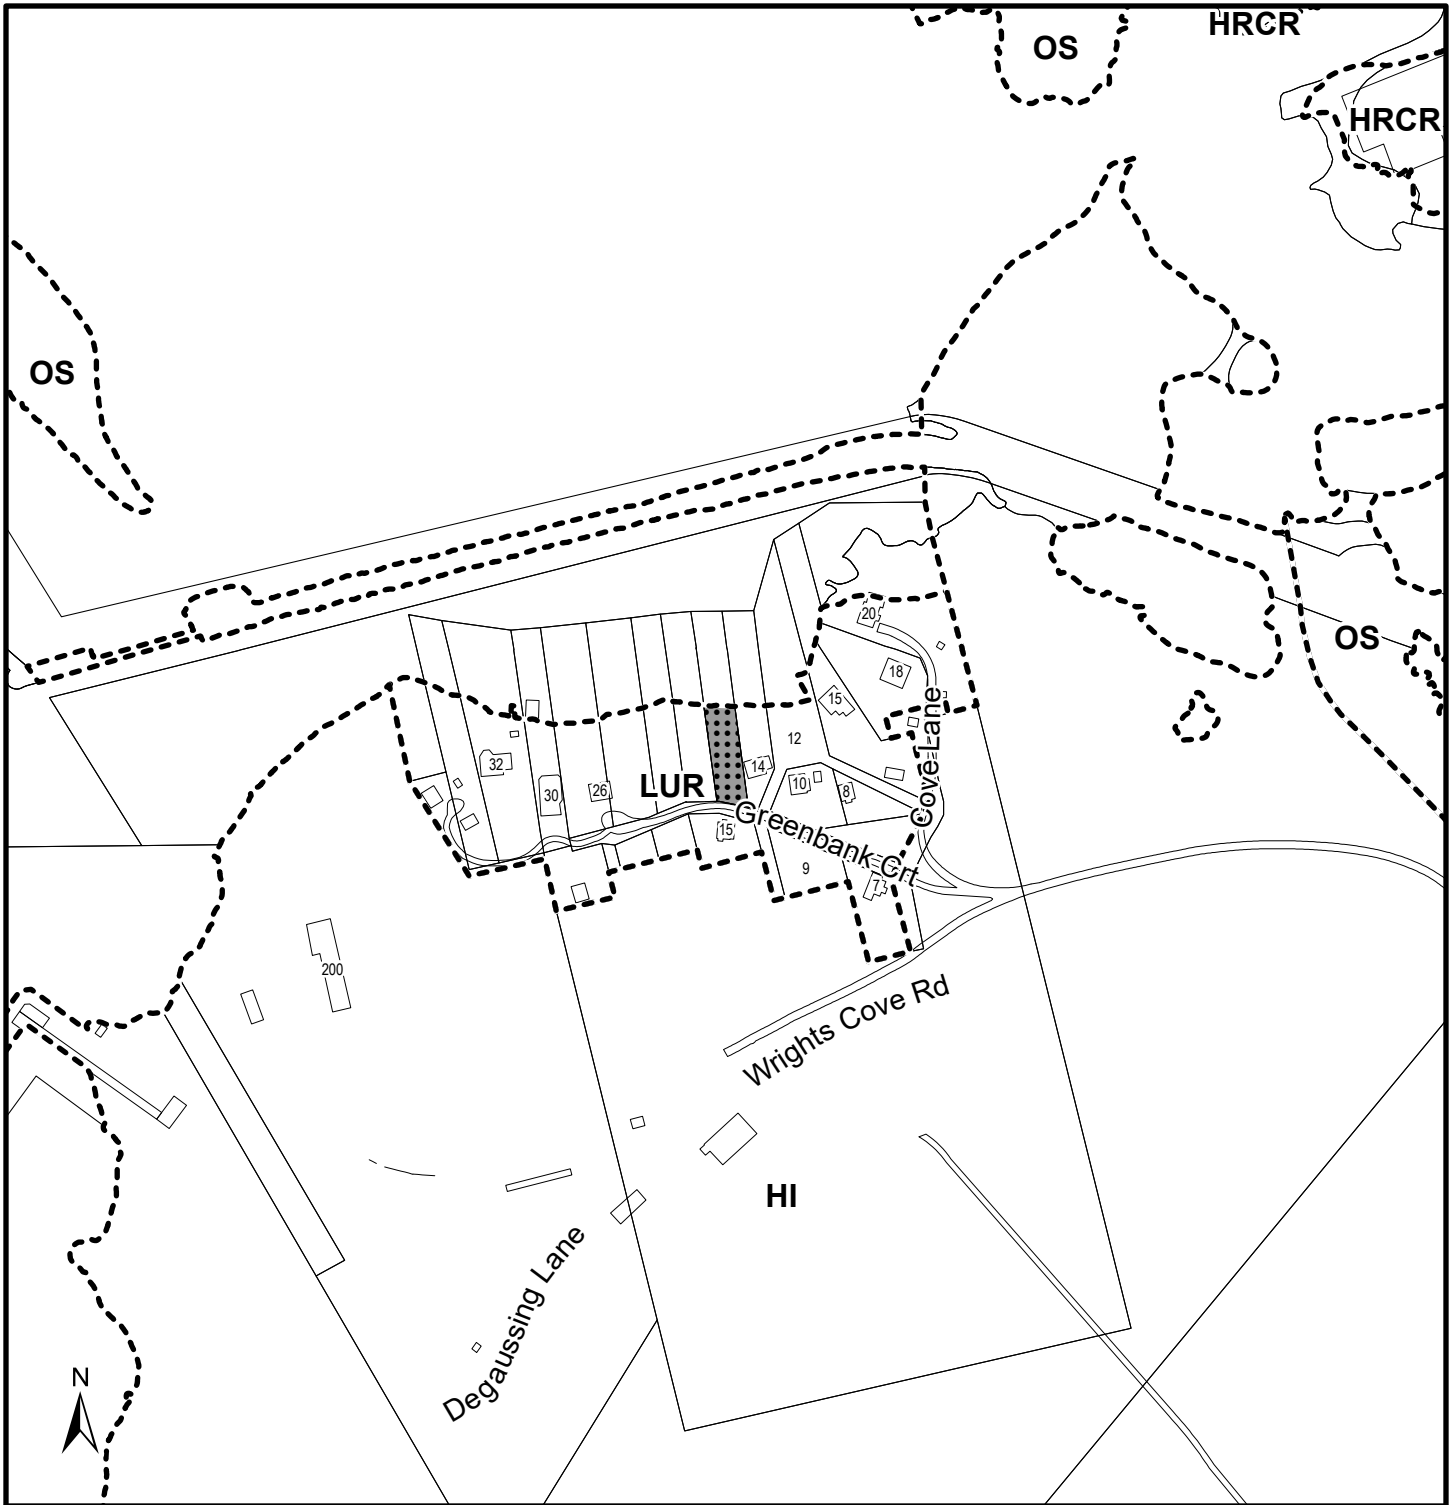 HRCR
OS
HRCR
OS
20
OS
18
15
12
32
14
LUR
10
26
30
8
Cove Lane
Greenbank Crt
15
9
7
200
Wrights Cove Rd
HI
Degaussing Lane
N